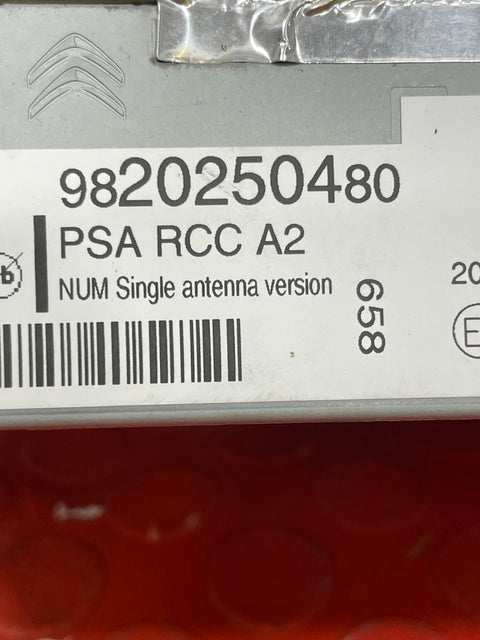 9820250480
PSA RCC A2
NUM Single antenna version
658
20
E